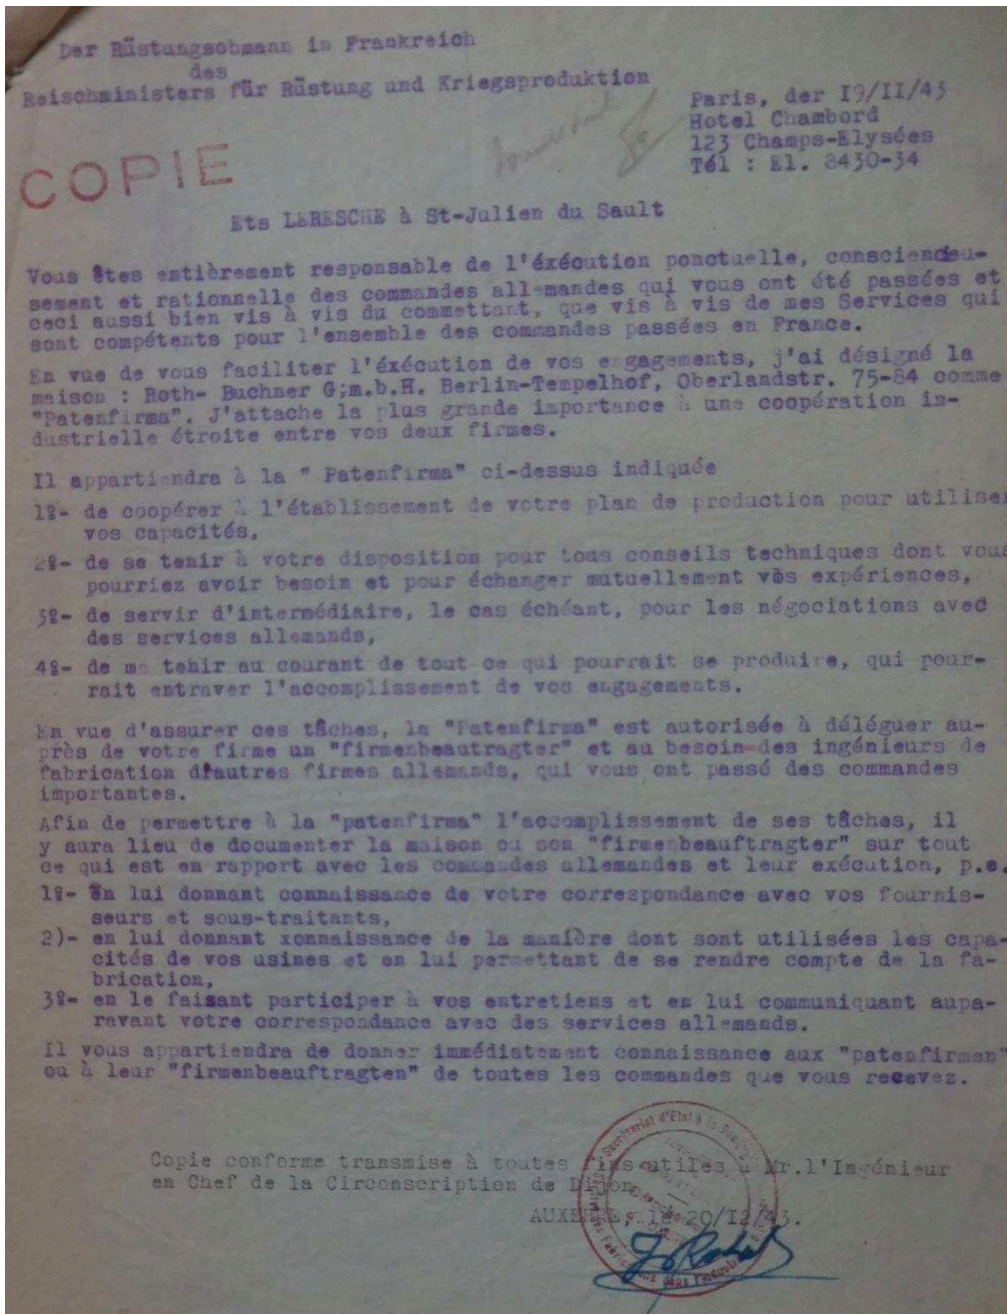 Der Rüstungsobmann in Frankreich
des
Reischministers für Rüstung und Kriegsproduktion
Paris, der I9/II/43
Hotel Chambord
123 Champs-Elysées
Tél : El. 8430-34
COPIE
Ets LERESCHE à St-Julien du Sault
Vous êtes entièrement responsable de l'éxécution ponctuelle, consciencieu-
sement et rationnelle des commandes allemandes qui vous ont été passées et
ceci aussi bien vis à vis du commettant, que vis à vis de mes Services qui
sont compétents pour l'ensemble des commandes passées en France.
En vue de vous faciliter l'éxécution de vos engagements, j'ai désigné la
maison : Roth- Buchner G;m.b.H. Berlin-Tempelhof, Oberlandstr. 75-84 comme
"Patenfirma". J'attache la plus grande importance à une coopération in-
dustrielle étroite entre vos deux firmes.
Il appartiendra à la " Patenfirma" ci-dessus indiquée
1º- de coopérer à l'établissement de votre plan de production pour utiliser
vos capacités,
2º- de se tenir à votre disposition pour tous conseils techniques dont vous
pourriez avoir besoin et pour échanger mutuellement vos expériences,
3º- de servir d'intermédiaire, le cas échéant, pour les négociations avec
des services allemands,
4º- de me tenir au courant de tout ce qui pourrait se produire, qui pour-
rait entraver l'accomplissement de vos engagements.
En vue d'assurer ces tâches, la "Patenfirma" est autorisée à déléguer au-
près de votre firme un "firmenbeautragter" et au besoin des ingénieurs de
fabrication d'autres firmes allemands, qui vous ont passé des commandes
importantes.
Afin de permettre à la "patenfirma" l'accomplissement de ses tâches, il
y aura lieu de documenter la maison ou son "firmenbeauftragter" sur tout
ce qui est en rapport avec les commandes allemandes et leur exécution, p.e.
1º- en lui donnant connaissance de votre correspondance avec vos fournis-
seurs et sous-traitants,
2)- en lui donnant xonnaissance de la manière dont sont utilisées les capa-
cités de vos usines et en lui permettant de se rendre compte de la fa-
brication,
3º- en le faisant participer à vos entretiens et en lui communiquant aupa-
ravant votre correspondance avec des services allemands.
Il vous appartiendra de donner immédiatement connaissance aux "patenfirmen"
ou à leur "firmenbeauftragten" de toutes les commandes que vous recevez.
Copie conforme transmise à toutes fins utiles à Mr.l'Ingénieur
en Chef de la Circonscription de Dijon
AUXERRE, le 20/I2/43.